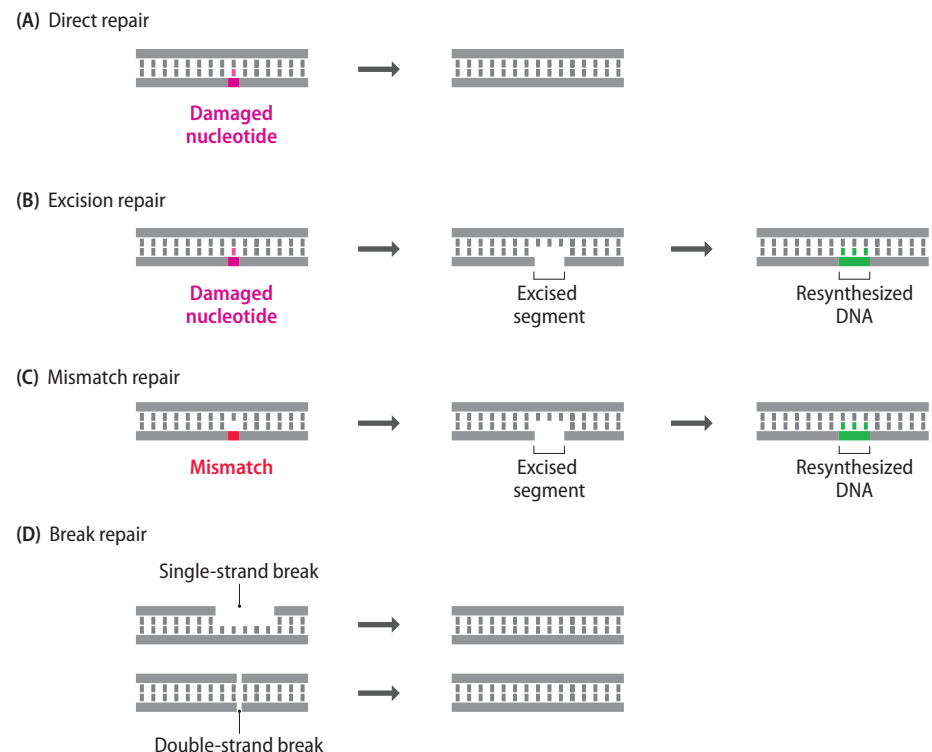 (A) Direct repair
Damaged
nucleotide
(B) Excision repair
Damaged
nucleotide
Excised
segment
Resynthesized
DNA
(C) Mismatch repair
Mismatch
Excised
segment
Resynthesized
DNA
(D) Break repair
Single-strand break
Double-strand break